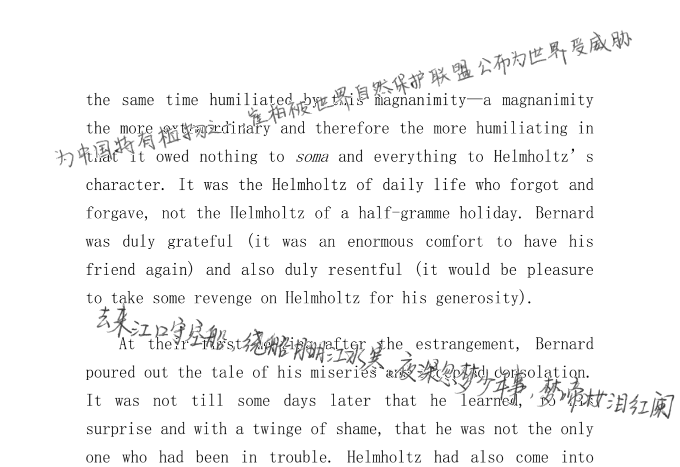 为中国特有植物 崖柏被世界自然保护联盟公布为世界受威胁
the same time humiliated by this magnanimity—a magnanimity
the more extraordinary and therefore the more humiliating in
that it owed nothing to soma and everything to Helmholtz’s
character. It was the Helmholtz of daily life who forgot and
forgave, not the Helmholtz of a half-gramme holiday. Bernard
was duly grateful (it was an enormous comfort to have his
friend again) and also duly resentful (it would be pleasure
to take some revenge on Helmholtz for his generosity).
去来江口守空船,绕船月明江水寒,夜深忽梦少年事,梦啼妆泪红阑
At their first after the estrangement, Bernard
poured out the tale of his miseries and accepted consolation.
It was not till some days later that he learned, to his
surprise and with a twinge of shame, that he was not the only
one who had been in trouble. Helmholtz had also come into